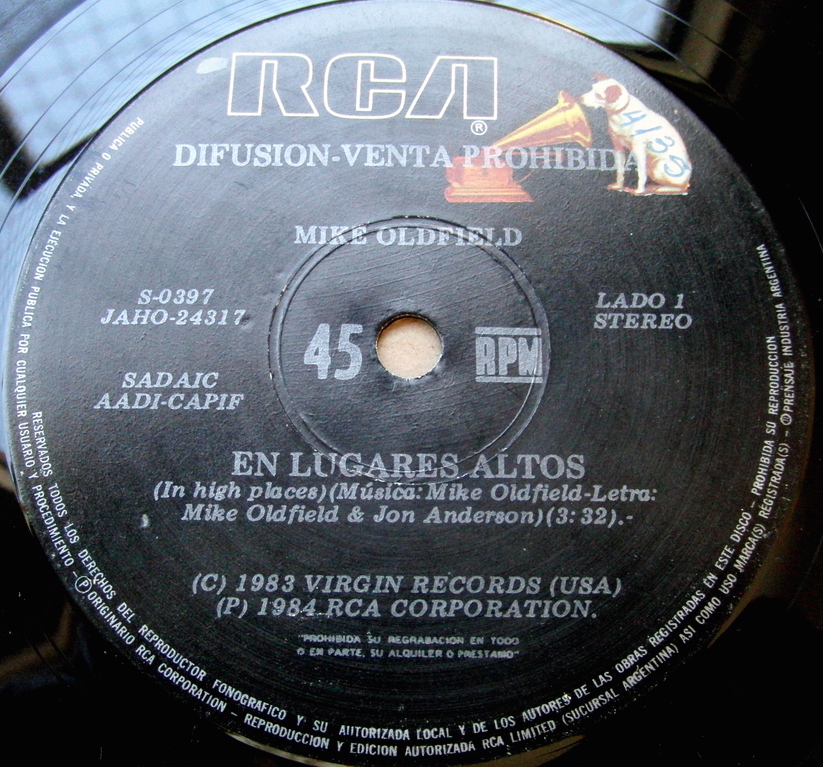 RCA
®
4135
DIFUSION-VENTA PROHIBIDA
MIKE OLDFIELD
S-0397
JAHO-24317
LADO 1
STEREO
45 RPM
SADAIC
AADI-CAPIF
EN LUGARES ALTOS
(In high places)(Música: Mike Oldfield-Letra:
Mike Oldfield & Jon Anderson)(3:32).-
(C) 1983 VIRGIN RECORDS (USA)
(P) 1984 RCA CORPORATION.
"PROHIBIDA SU REGRABACION EN TODO
O EN PARTE, SU ALQUILER O PRESTAMO"
RESERVADOS TODOS LOS DERECHOS DEL REPRODUCTOR FONOGRAFICO Y SU AUTORIZADA LOCAL Y DE LOS AUTORES DE LAS OBRAS REGISTRADAS EN ESTE DISCO - PROHIBIDA SU REPRODUCCION
PUBLICA O PRIVADA, Y LA EJECUCION PUBLICA POR CUALQUIER USUARIO Y PROCEDIMIENTO - Ⓟ ORIGINARIO RCA CORPORATION - REPRODUCCION Y EDICION AUTORIZADA RCA LIMITED (SUCURSAL ARGENTINA) ASI COMO USO MARCA(S) REGISTRADA(S) - PRENSAJE INDUSTRIA ARGENTINA